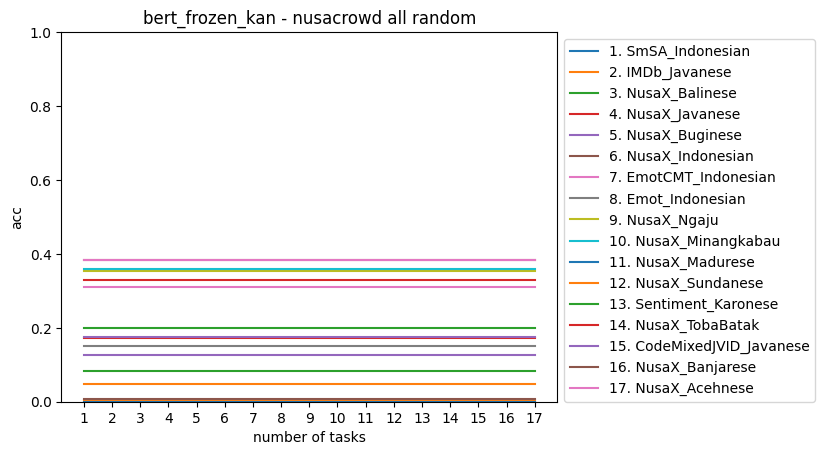 bert_frozen_kan - nusacrowd all random
1.0
0.8
0.6
0.4
0.2
0.0
acc
1 2 3 4 5 6 7 8 9 10 11 12 13 14 15 16 17
number of tasks
1. SmSA_Indonesian
2. IMDb_Javanese
3. NusaX_Balinese
4. NusaX_Javanese
5. NusaX_Buginese
6. NusaX_Indonesian
7. EmotCMT_Indonesian
8. Emot_Indonesian
9. NusaX_Ngaju
10. NusaX_Minangkabau
11. NusaX_Madurese
12. NusaX_Sundanese
13. Sentiment_Karonese
14. NusaX_TobaBatak
15. CodeMixedJVID_Javanese
16. NusaX_Banjarese
17. NusaX_Acehnese